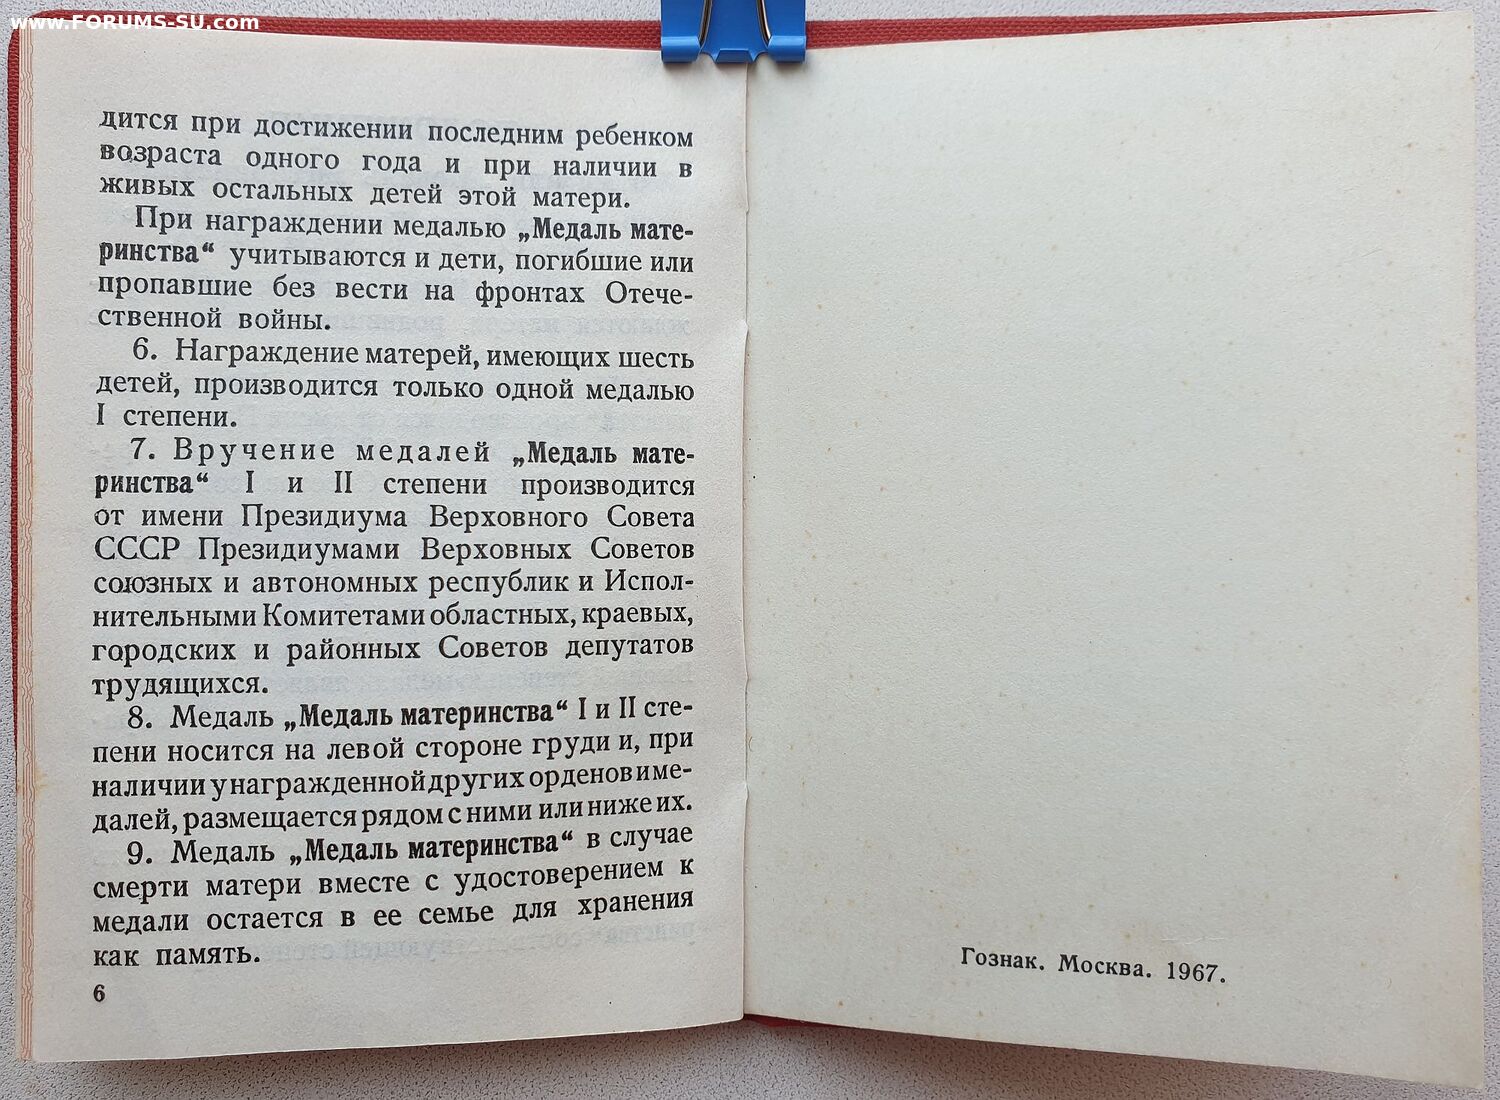 www.FORUMS-SU.com
дится при достижении последним ребенком
возраста одного года и при наличии в
живых остальных детей этой матери.
При награждении медалью „Медаль мате-
ринства“ учитываются и дети, погибшие или
пропавшие без вести на фронтах Отече-
ственной войны.
6. Награждение матерей, имеющих шесть
детей, производится только одной медалью
I степени.
7. Вручение медалей „Медаль мате-
ринства“ I и II степени производится
от имени Президиума Верховного Совета
СССР Президиумами Верховных Советов
союзных и автономных республик и Испол-
нительными Комитетами областных, краевых,
городских и районных Советов депутатов
трудящихся.
8. Медаль „Медаль материнства“ I и II сте-
пени носится на левой стороне груди и, при
наличии у награжденной других орденов и ме-
далей, размещается рядом с ними или ниже их.
9. Медаль „Медаль материнства“ в случае
смерти матери вместе с удостоверением к
медали остается в ее семье для хранения
как память.
6
Гознак. Москва. 1967.